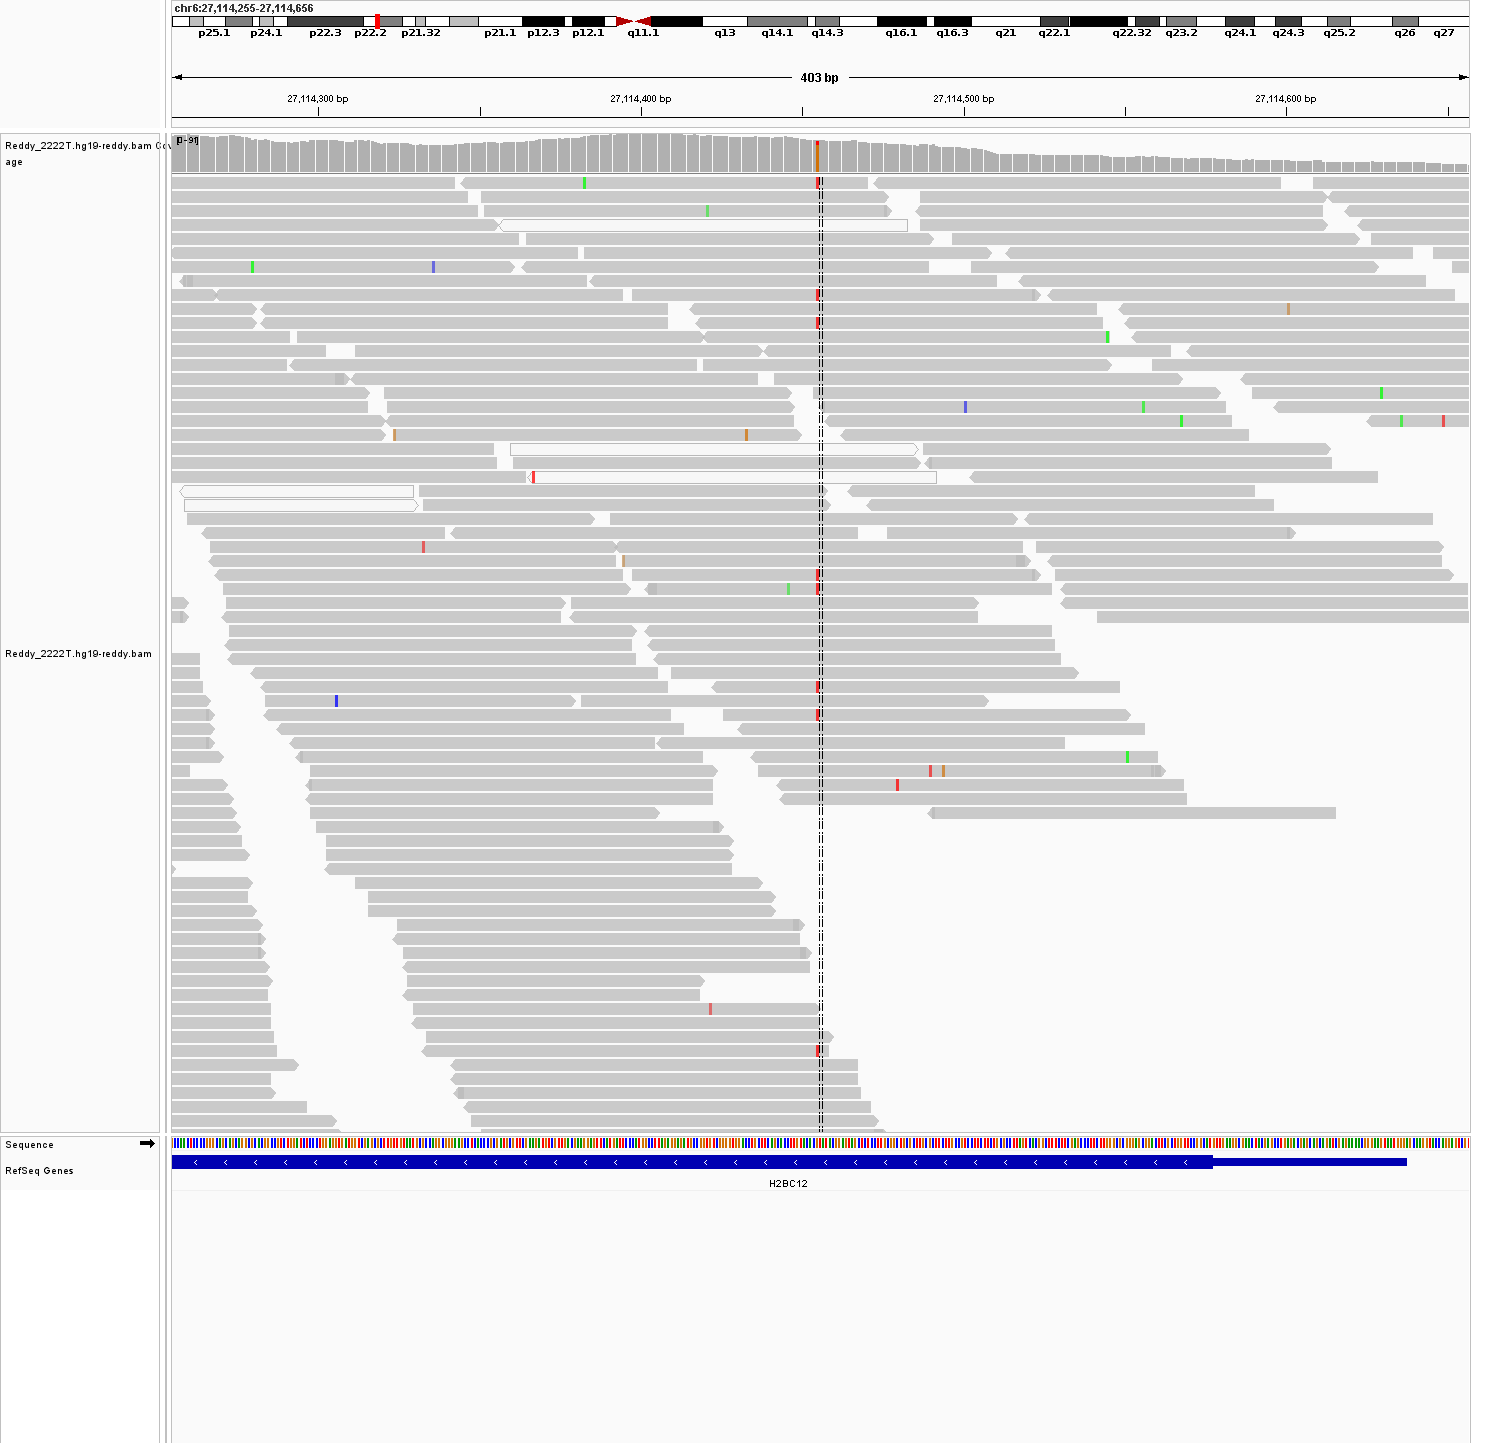 chr6:27,114,255-27,114,656
p25.1 p24.1 p22.3 p22.2 p21.32 p21.1 p12.3 p12.1 q11.1 q13 q14.1 q14.3 q16.1 q16.3 q21 q22.1 q22.32 q23.2 q24.1 q24.3 q25.2 q26 q27
403 bp
27,114,300 bp 27,114,400 bp 27,114,500 bp 27,114,600 bp
Reddy_2222T.hg19-reddy.bam Cov
age
[0-91]
Reddy_2222T.hg19-reddy.bam
Sequence
RefSeq Genes
H2BC12